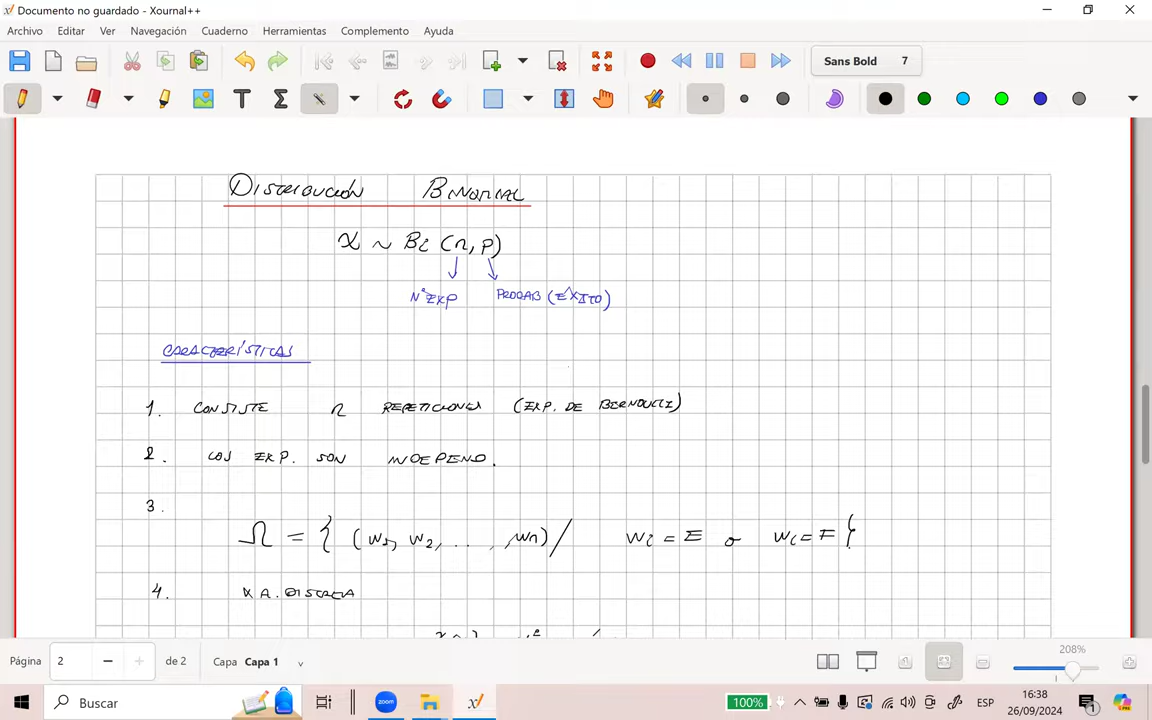 Documento no guardado - Xournal++
Archivo Editar Ver Navegación Cuaderno Herramientas Complemento Ayuda
Sans Bold 7
DISTRIBUCIÓN BINOMIAL
X ~ Bi (n, p)
N° EXP PROBAB (ÉXITO)
CARACTERÍSTICAS
1. CONSISTE n REPETICIONES (EXP. DE BERNOULLI)
2. LOS EXP. SON INDEPEND.
3.
Ω = { (w1, w2, ..., wn) / wi = E o wi = F }
4. X A. DISCRETA
Página 2 de 2 Capa Capa 1 208%
Buscar
zoom
100%
ESP
16:38
26/09/2024
1